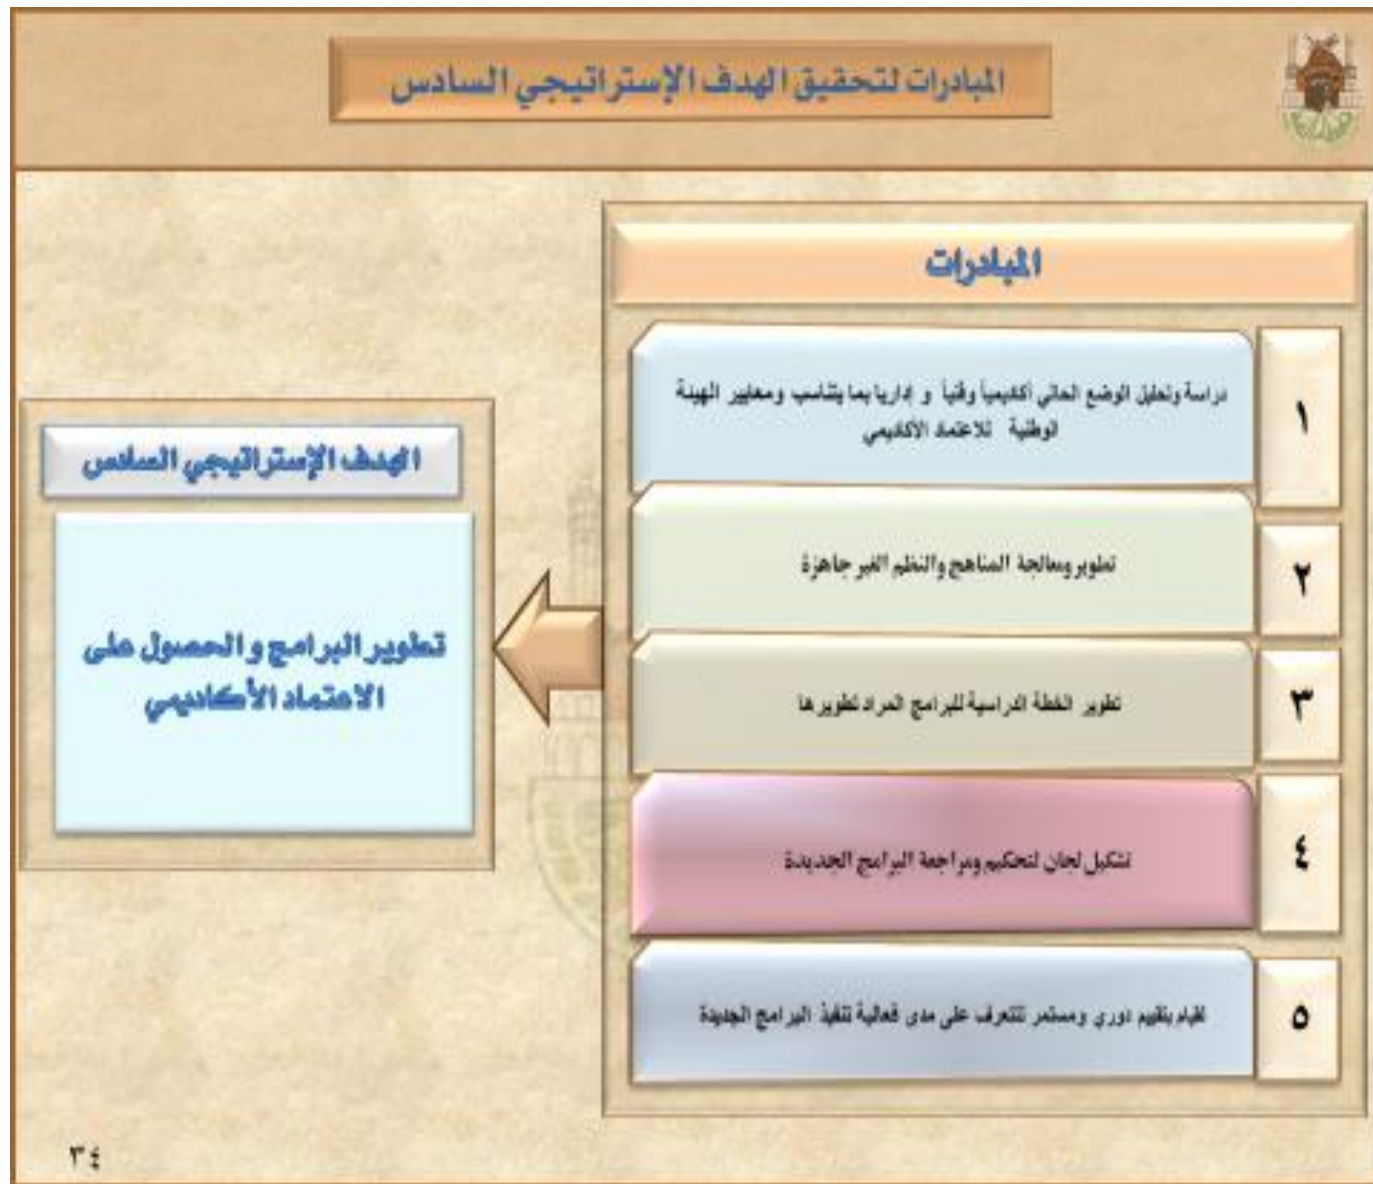 المبادرات لتحقيق الهدف الإستراتيجي السادس
المبادرات
١
دراسة وتحليل الوضع الحالي أكاديمياً وفنياً و إداريا بما يتناسب ومعايير الهيئة
الوطنية للاعتماد الأكاديمي
٢
تطوير ومعالجة المناهج والنظم الغير جاهزة
٣
تطوير الخطة الدراسية للبرامج المراد تطويرها
٤
تشكيل لجان لتحكيم ومراجعة البرامج الجديدة
٥
لقيام بتقييم دوري ومستمر للتعرف على مدى فعالية تنفيذ البرامج الجديدة
الهدف الإستراتيجي السادس
تطوير البرامج و الحصول على
الاعتماد الأكاديمي
٣٤